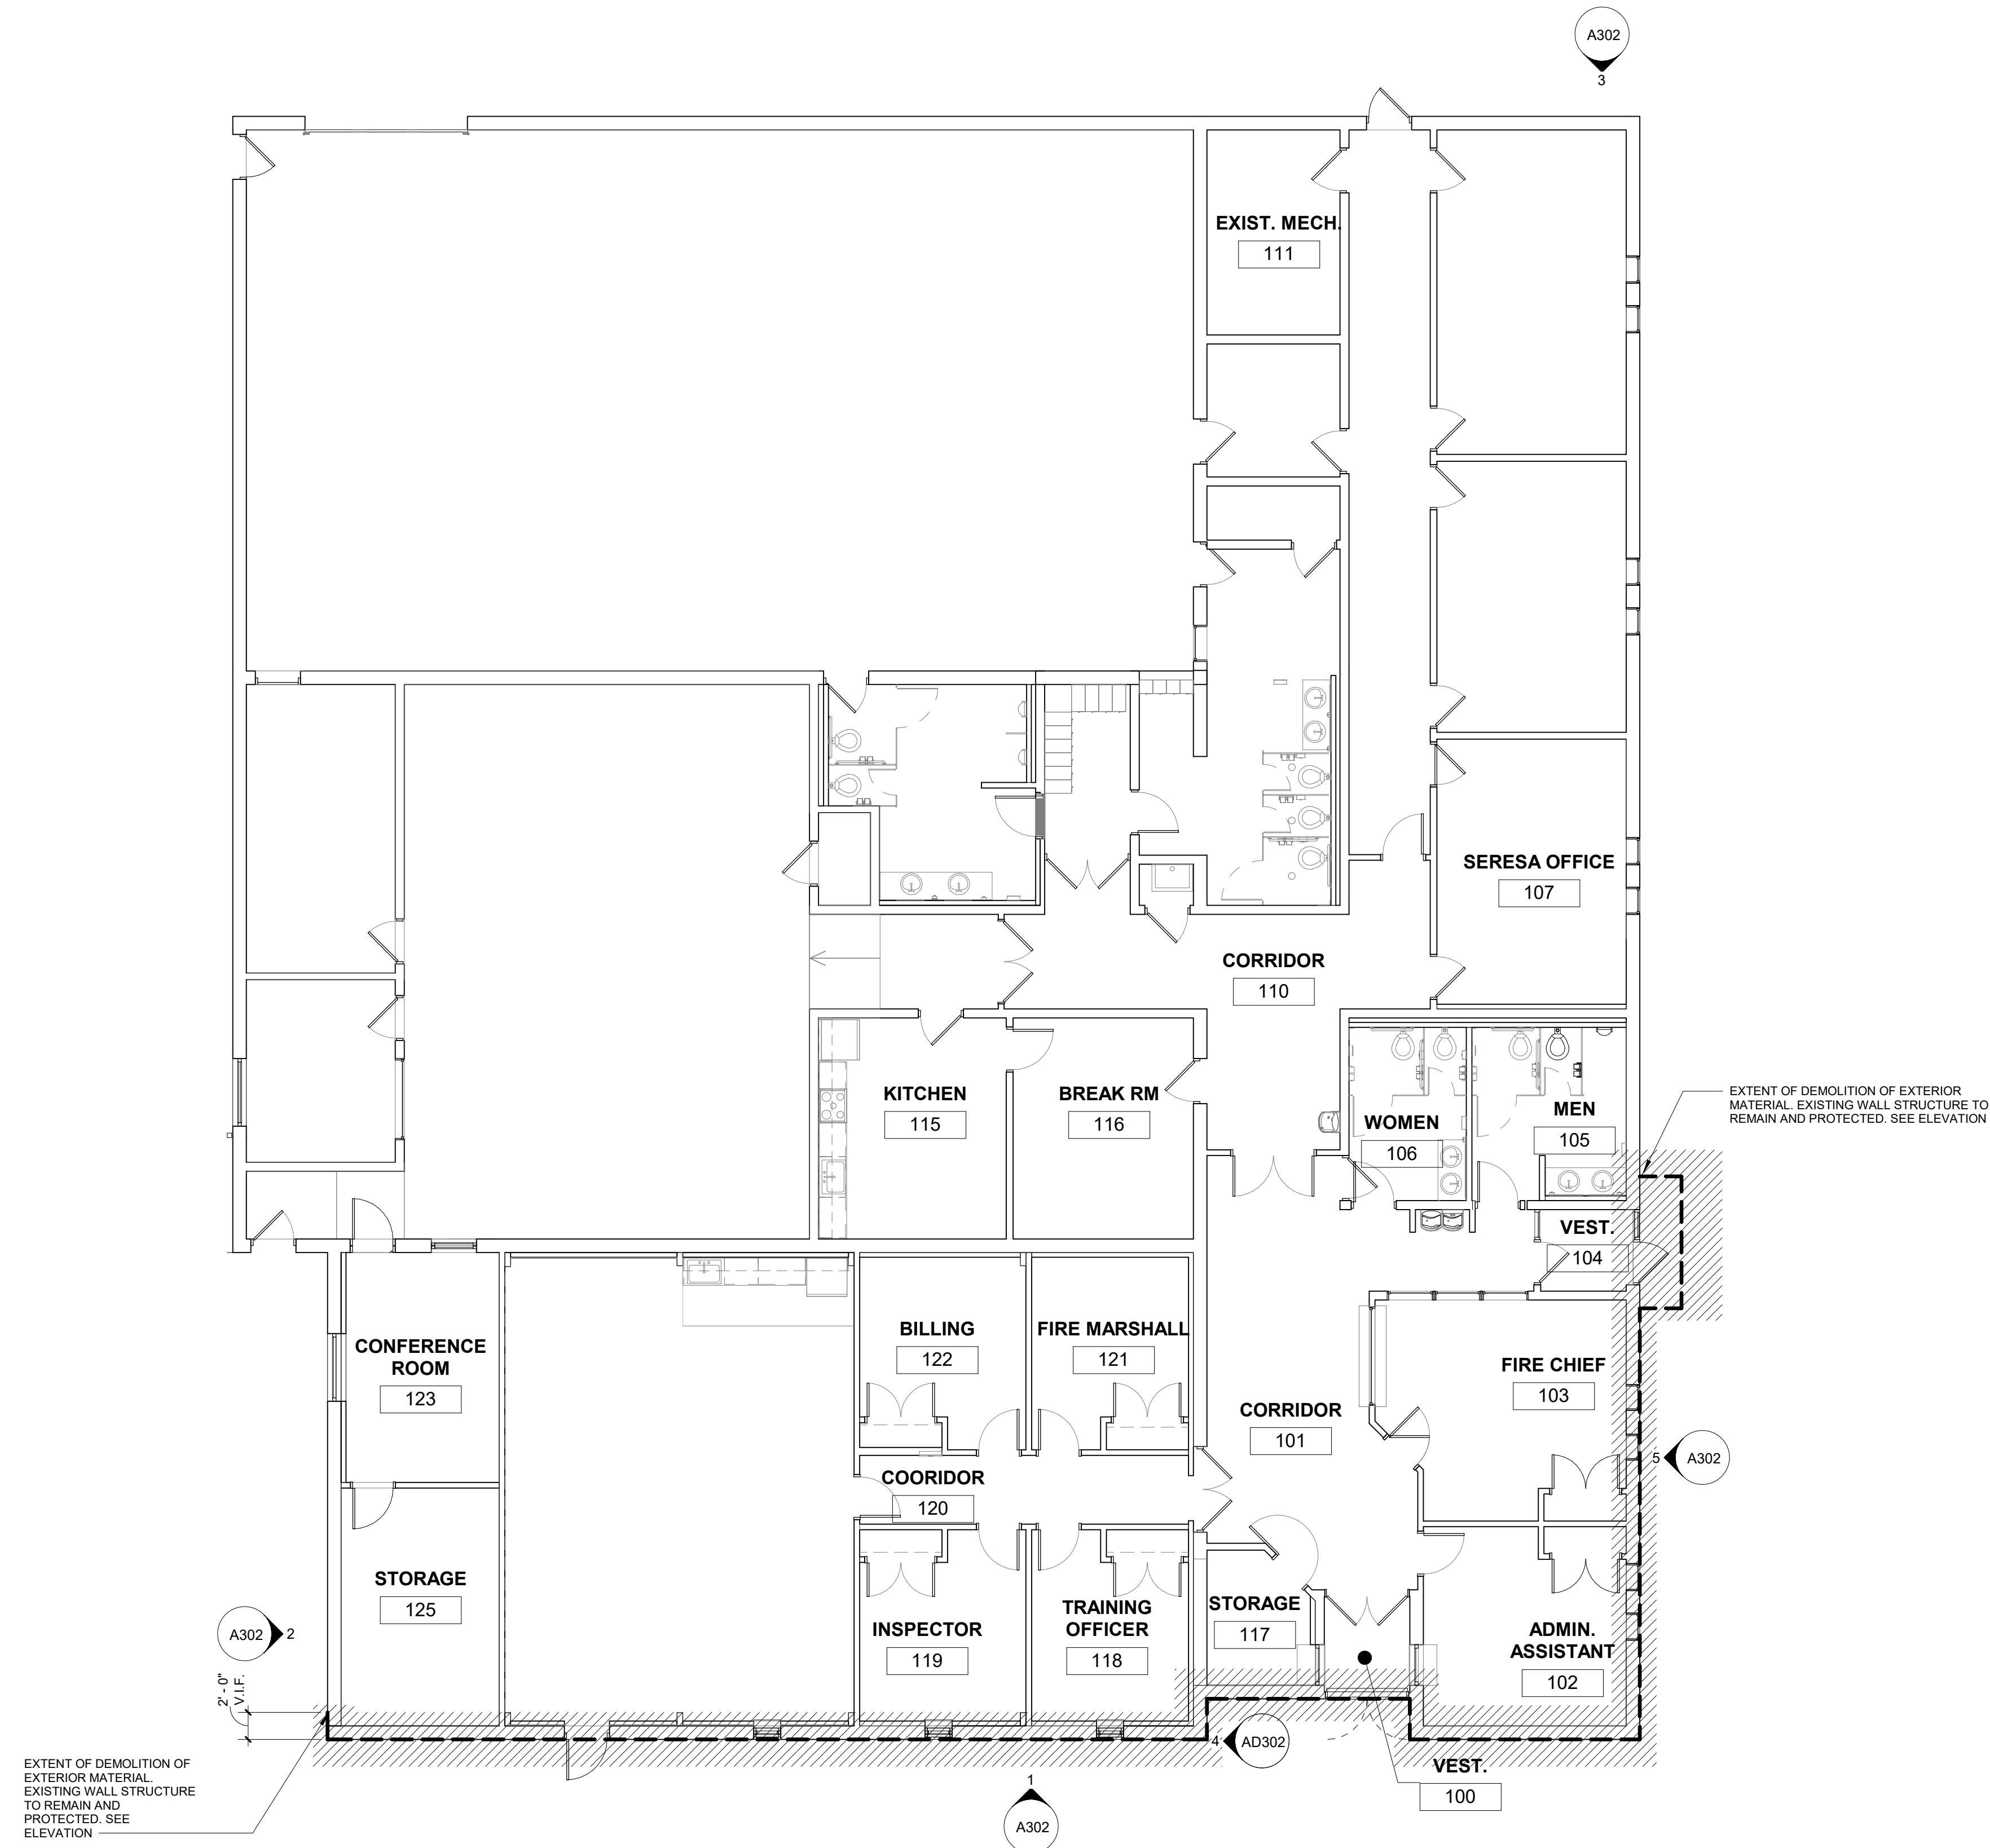 A302
3
EXIST. MECH.
111
SERESA OFFICE
107
CORRIDOR
110
KITCHEN
115
BREAK RM
116
WOMEN
106
MEN
105
EXTENT OF DEMOLITION OF EXTERIOR
MATERIAL. EXISTING WALL STRUCTURE TO
REMAIN AND PROTECTED. SEE ELEVATION
VEST.
104
CONFERENCE
ROOM
123
BILLING
122
FIRE MARSHALL
121
FIRE CHIEF
103
CORRIDOR
101
5
A302
COORIDOR
120
STORAGE
125
INSPECTOR
119
TRAINING
OFFICER
118
STORAGE
117
ADMIN.
ASSISTANT
102
A302
2
2' - 0"
V.I.F.
4
AD302
VEST.
100
EXTENT OF DEMOLITION OF
EXTERIOR MATERIAL.
EXISTING WALL STRUCTURE
TO REMAIN AND
PROTECTED. SEE
ELEVATION
1
A302